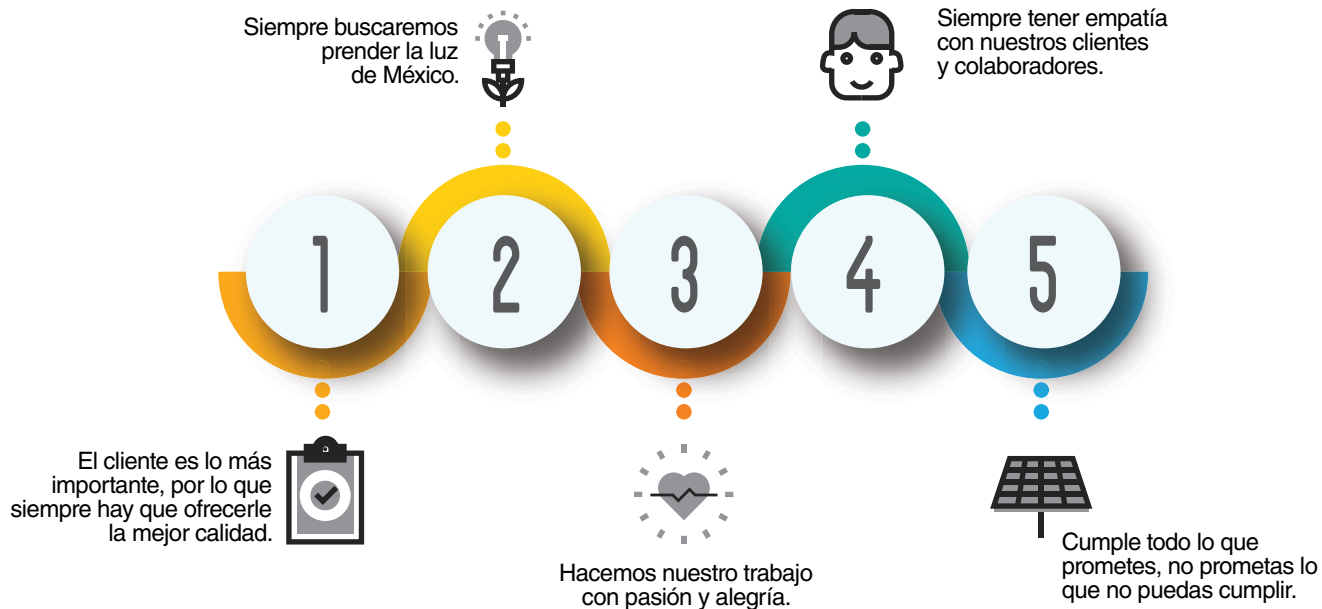 1
El cliente es lo más
importante, por lo que
siempre hay que ofrecerle
la mejor calidad.
2
Siempre buscaremos
prender la luz
de México.
3
Hacemos nuestro trabajo
con pasión y alegría.
4
Siempre tener empatía
con nuestros clientes
y colaboradores.
5
Cumple todo lo que
prometes, no prometas lo
que no puedas cumplir.